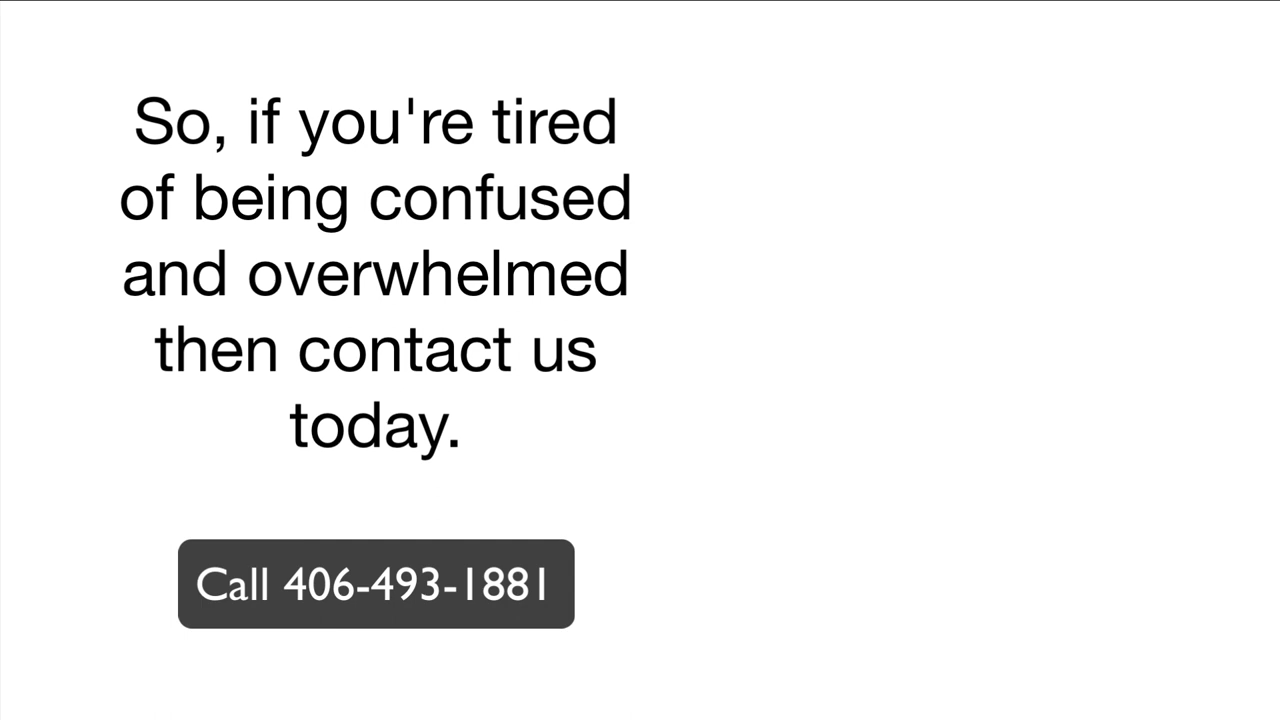 So, if you're tired
of being confused
and overwhelmed
then contact us
today.
Call 406-493-1881